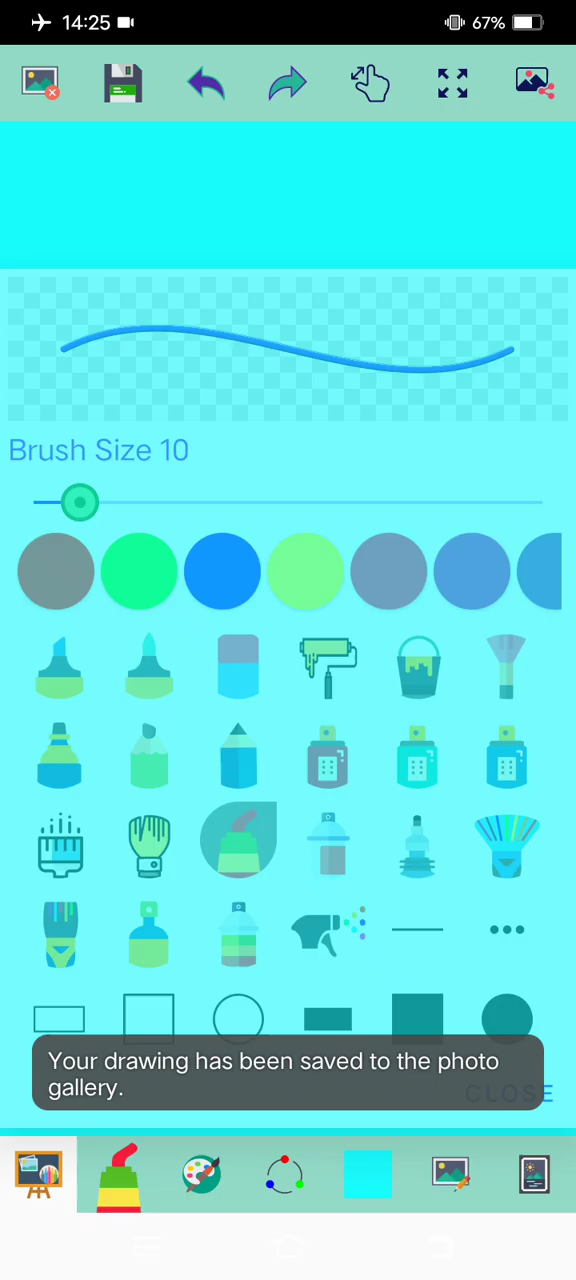 14:25
67%
Brush Size 10
Your drawing has been saved to the photo
gallery.
CLOSE